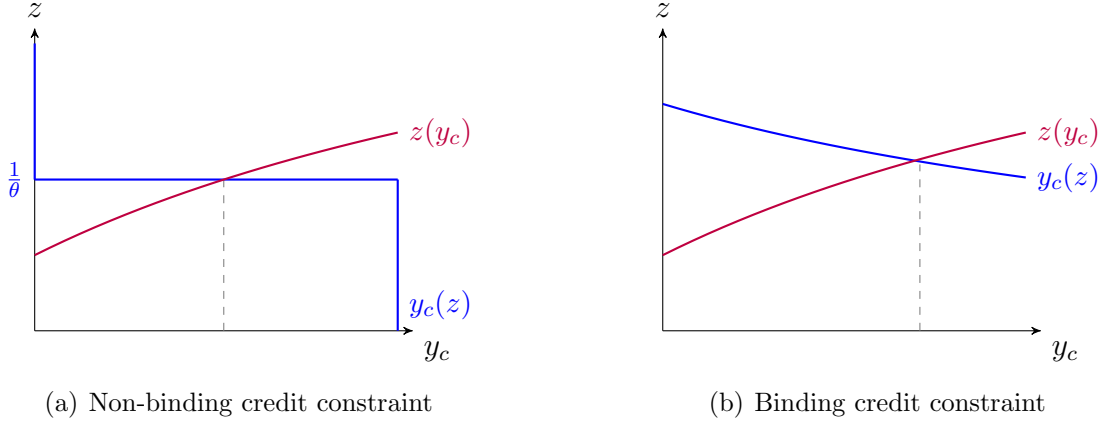 z
z(y_c)
1/θ
y_c(z)
y_c
(a) Non-binding credit constraint
z
z(y_c)
y_c(z)
y_c
(b) Binding credit constraint